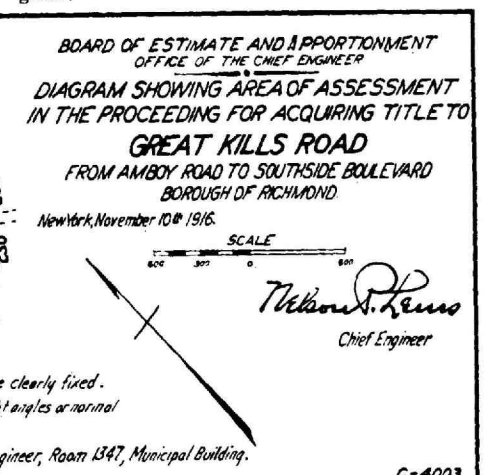 BOARD OF ESTIMATE AND APPORTIONMENT
OFFICE OF THE CHIEF ENGINEER
DIAGRAM SHOWING AREA OF ASSESSMENT
IN THE PROCEEDING FOR ACQUIRING TITLE TO
GREAT KILLS ROAD
FROM AMBOY ROAD TO SOUTHSIDE BOULEVARD
BOROUGH OF RICHMOND.
New York, November 10th 1916.
SCALE
600 300 0 600
Nelson P. Lewis
Chief Engineer
e clearly fixed.
t angles or normal
gineer, Room 1347, Municipal Building.
C-4003